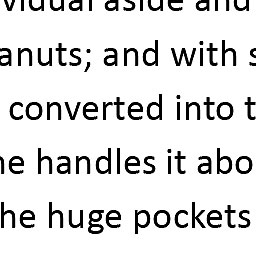 vidual aside and
anuts; and with s
converted into t
he handles it abo
he huge pockets